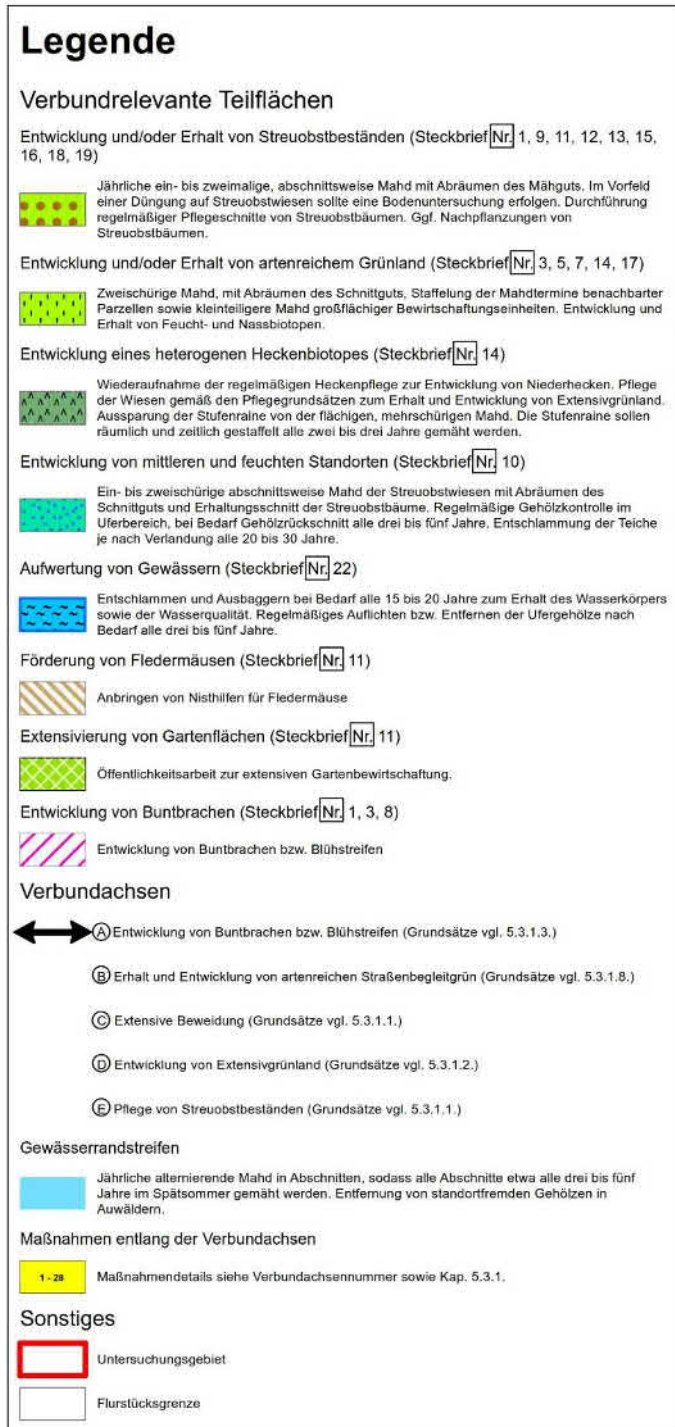 Legende
Verbundrelevante Teilflächen
Entwicklung und/oder Erhalt von Streuobstbeständen (Steckbrief Nr. 1, 9, 11, 12, 13, 15,
16, 18, 19)
Jährliche ein- bis zweimalige, abschnittsweise Mahd mit Abräumen des Mähguts. Im Vorfeld
einer Düngung auf Streuobstwiesen sollte eine Bodenuntersuchung erfolgen. Durchführung
regelmäßiger Pflegeschnitte von Streuobstbäumen. Ggf. Nachpflanzungen von
Streuobstbäumen.
Entwicklung und/oder Erhalt von artenreichem Grünland (Steckbrief Nr. 3, 5, 7, 14, 17)
Zweischürige Mahd, mit Abräumen des Schnittguts, Staffelung der Mahdtermine benachbarter
Parzellen sowie kleinteiligere Mahd großflächiger Bewirtschaftungseinheiten. Entwicklung und
Erhalt von Feucht- und Nassbiotopen.
Entwicklung eines heterogenen Heckenbiotopes (Steckbrief Nr. 14)
Wiederaufnahme der regelmäßigen Heckenpflege zur Entwicklung von Niederhecken. Pflege
der Wiesen gemäß den Pflegegrundsätzen zum Erhalt und Entwicklung von Extensivgrünland.
Aussparung der Stufenraine von der flächigen, mehrschürigen Mahd. Die Stufenraine sollen
räumlich und zeitlich gestaffelt alle zwei bis drei Jahre gemäht werden.
Entwicklung von mittleren und feuchten Standorten (Steckbrief Nr. 10)
Ein- bis zweischürige abschnittsweise Mahd der Streuobstwiesen mit Abräumen des
Schnittguts und Erhaltungsschnitt der Streuobstbäume. Regelmäßige Gehölzkontrolle im
Uferbereich, bei Bedarf Gehölzrückschnitt alle drei bis fünf Jahre. Entschlammung der Teiche
je nach Verlandung alle 20 bis 30 Jahre.
Aufwertung von Gewässern (Steckbrief Nr. 22)
Entschlammen und Ausbaggern bei Bedarf alle 15 bis 20 Jahre zum Erhalt des Wasserkörpers
sowie der Wasserqualität. Regelmäßiges Auflichten bzw. Entfernen der Ufergehölze nach
Bedarf alle drei bis fünf Jahre.
Förderung von Fledermäusen (Steckbrief Nr. 11)
Anbringen von Nisthilfen für Fledermäuse
Extensivierung von Gartenflächen (Steckbrief Nr. 11)
Öffentlichkeitsarbeit zur extensiven Gartenbewirtschaftung.
Entwicklung von Buntbrachen (Steckbrief Nr. 1, 3, 8)
Entwicklung von Buntbrachen bzw. Blühstreifen
Verbundachsen
A Entwicklung von Buntbrachen bzw. Blühstreifen (Grundsätze vgl. 5.3.1.3.)
B Erhalt und Entwicklung von artenreichen Straßenbegleitgrün (Grundsätze vgl. 5.3.1.8.)
C Extensive Beweidung (Grundsätze vgl. 5.3.1.1.)
D Entwicklung von Extensivgrünland (Grundsätze vgl. 5.3.1.2.)
E Pflege von Streuobstbeständen (Grundsätze vgl. 5.3.1.1.)
Gewässerrandstreifen
Jährliche alternierende Mahd in Abschnitten, sodass alle Abschnitte etwa alle drei bis fünf
Jahre im Spätsommer gemäht werden. Entfernung von standortfremden Gehölzen in
Auwäldern.
Maßnahmen entlang der Verbundachsen
1 - 28 Maßnahmendetails siehe Verbundachsennummer sowie Kap. 5.3.1.
Sonstiges
Untersuchungsgebiet
Flurstücksgrenze